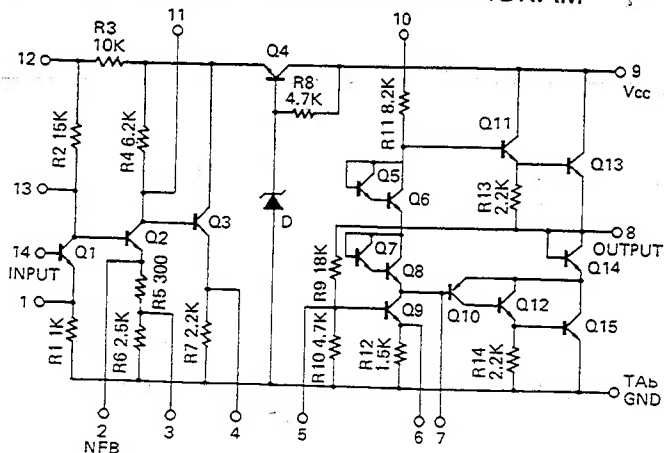 11
10
R3
10K
12
Q4
9
Vcc
R8
4.7K
R11 8.2K
Q11
R2 15K
R4 6.2K
Q13
Q5
Q6
R13
2.2K
13
Q2
Q3
D
8
OUTPUT
14
INPUT
Q1
Q7
Q8
Q14
R5 300
R9 18K
Q10
Q12
Q9
Q15
1
R1 1K
R6 2.5K
R7 2.2K
R10 4.7K
R12
1.5K
R14
2.2K
TAb
GND
2
NFB
3
4
5
6
7